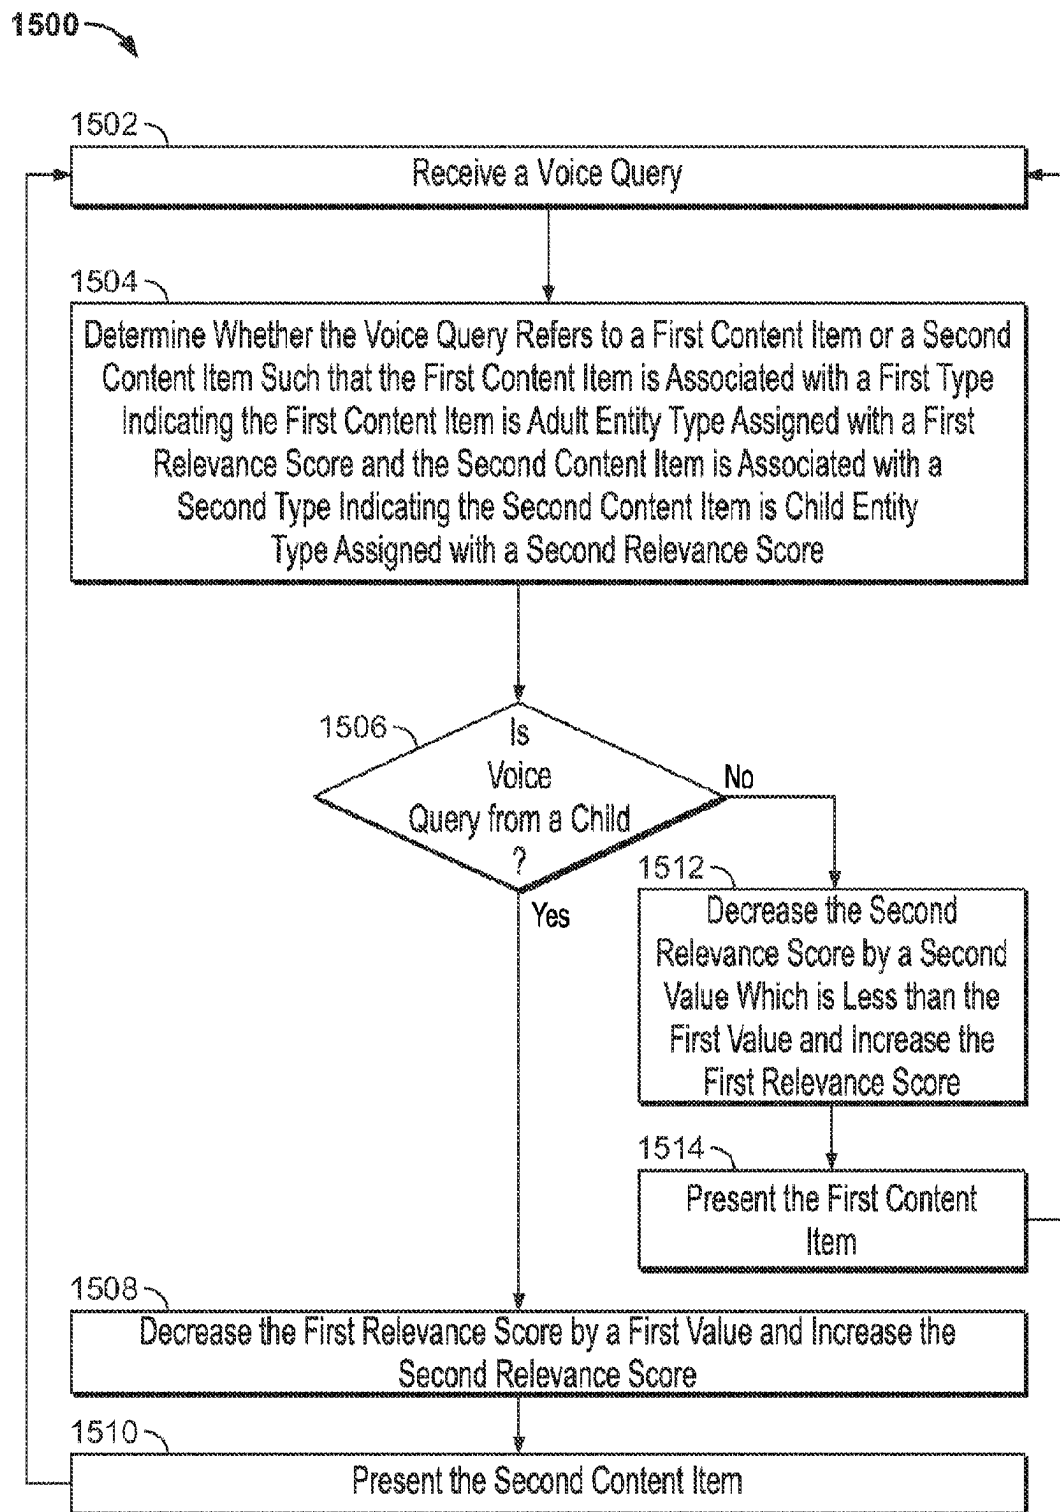 1500
1502
Receive a Voice Query
1504
Determine Whether the Voice Query Refers to a First Content Item or a Second
Content Item Such that the First Content Item is Associated with a First Type
Indicating the First Content Item is Adult Entity Type Assigned with a First
Relevance Score and the Second Content Item is Associated with a
Second Type Indicating the Second Content Item is Child Entity
Type Assigned with a Second Relevance Score
1506
Is
Voice
Query from a Child
?
No
Yes
1512
Decrease the Second
Relevance Score by a Second
Value Which is Less than the
First Value and Increase the
First Relevance Score
1514
Present the First Content
Item
1508
Decrease the First Relevance Score by a First Value and Increase the
Second Relevance Score
1510
Present the Second Content Item